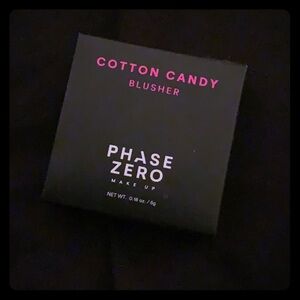 COTTON CANDY
BLUSHER
PHASE
ZERO
MAKE UP
NET WT. 0.18 oz. / 5g